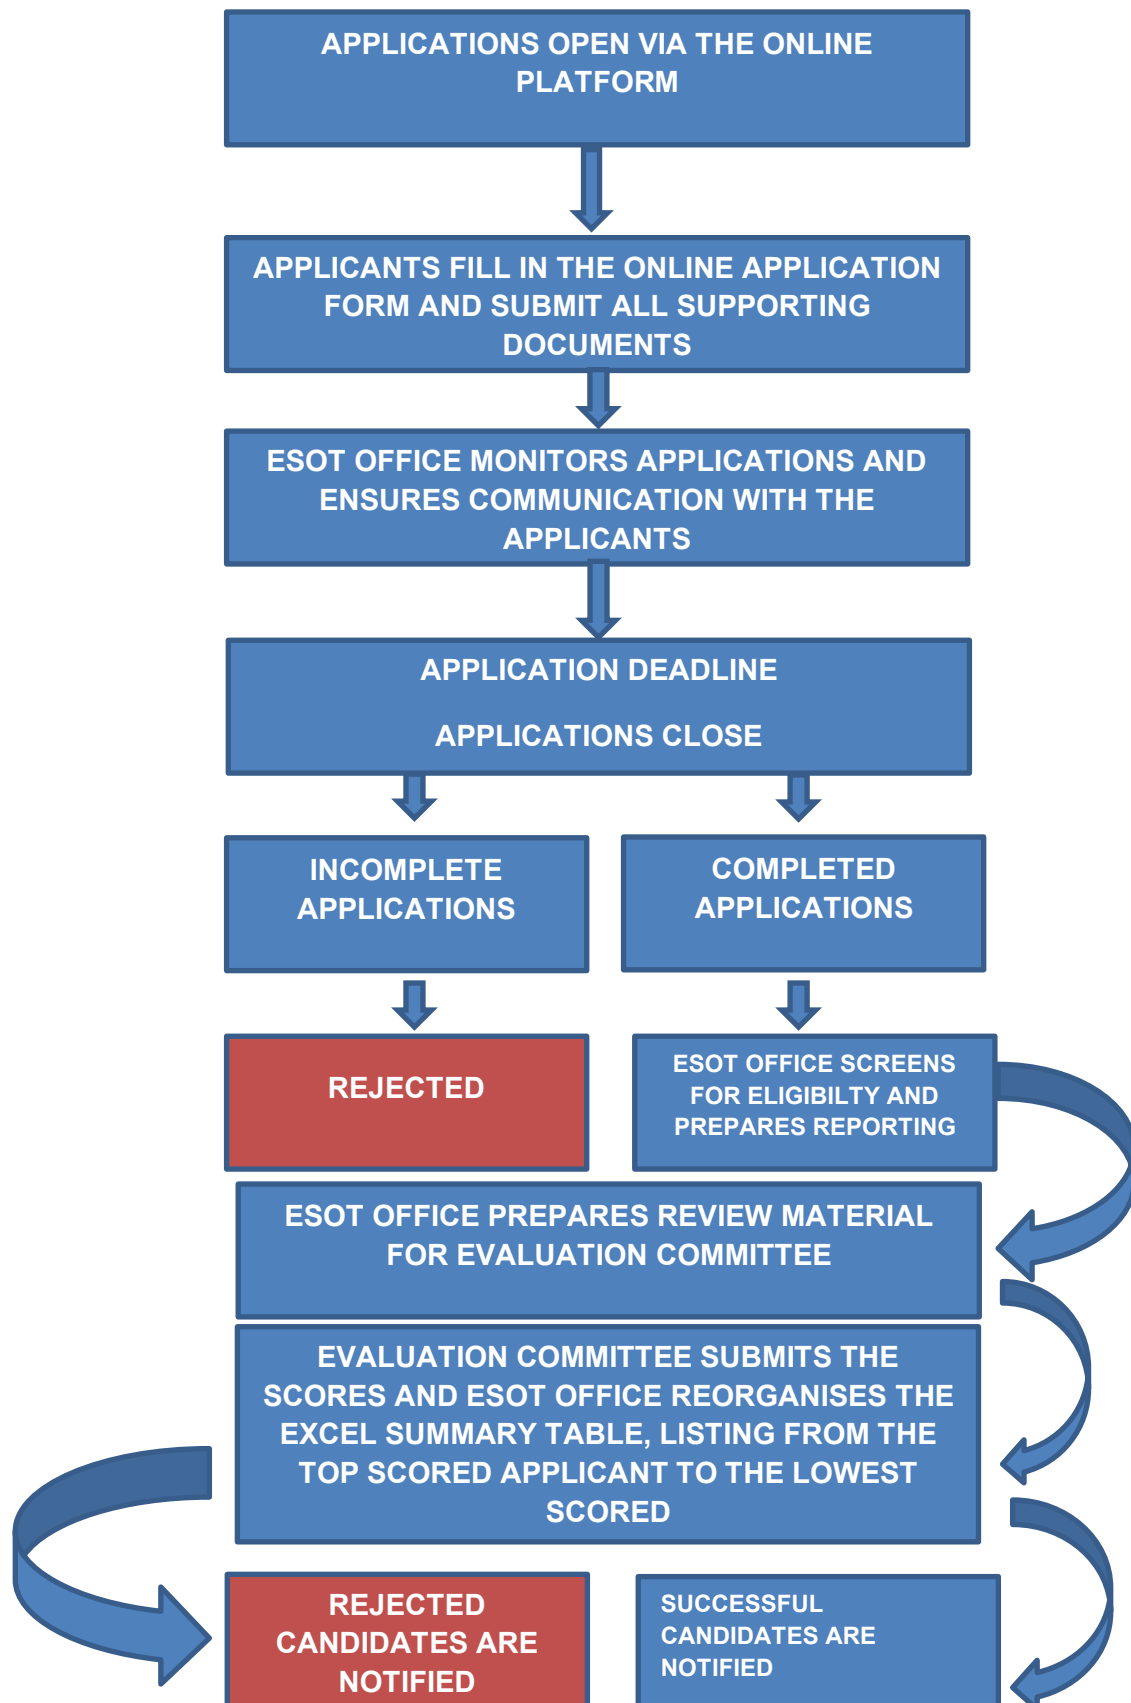 APPLICATIONS OPEN VIA THE ONLINE
PLATFORM
APPLICANTS FILL IN THE ONLINE APPLICATION
FORM AND SUBMIT ALL SUPPORTING
DOCUMENTS
ESOT OFFICE MONITORS APPLICATIONS AND
ENSURES COMMUNICATION WITH THE
APPLICANTS
APPLICATION DEADLINE
APPLICATIONS CLOSE
INCOMPLETE
APPLICATIONS
COMPLETED
APPLICATIONS
REJECTED
ESOT OFFICE SCREENS
FOR ELIGIBILTY AND
PREPARES REPORTING
ESOT OFFICE PREPARES REVIEW MATERIAL
FOR EVALUATION COMMITTEE
EVALUATION COMMITTEE SUBMITS THE
SCORES AND ESOT OFFICE REORGANISES THE
EXCEL SUMMARY TABLE, LISTING FROM THE
TOP SCORED APPLICANT TO THE LOWEST
SCORED
REJECTED
CANDIDATES ARE
NOTIFIED
SUCCESSFUL
CANDIDATES ARE
NOTIFIED